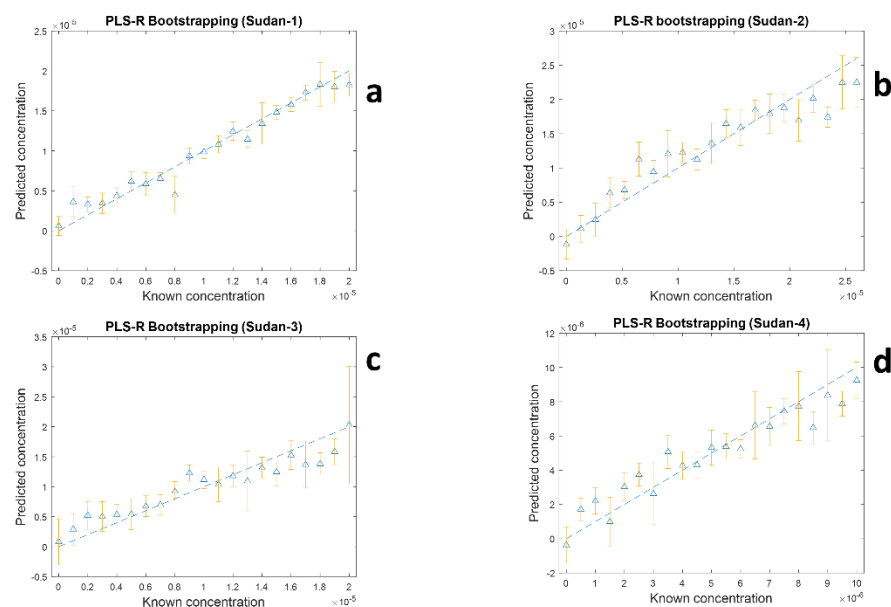 PLS-R Bootstrapping (Sudan-1)
×10⁻⁵
2.5
2
1.5
1
0.5
0
-0.5
Predicted concentration
0 0.2 0.4 0.6 0.8 1 1.2 1.4 1.6 1.8 2
Known concentration
×10⁻⁵
a
PLS-R bootstrapping (Sudan-2)
×10⁻⁵
3
2.5
2
1.5
1
0.5
0
-0.5
Predicted concentration
0 0.5 1 1.5 2 2.5
Known concentration
×10⁻⁵
b
PLS-R Bootstrapping (Sudan-3)
×10⁻⁵
3.5
3
2.5
2
1.5
1
0.5
0
-0.5
Predicted concentration
0 0.2 0.4 0.6 0.8 1 1.2 1.4 1.6 1.8 2
Known concentration
×10⁻⁵
c
PLS-R Bootstrapping (Sudan-4)
×10⁻⁶
12
10
8
6
4
2
0
-2
Predicted concentration
0 1 2 3 4 5 6 7 8 9 10
Known concentration
×10⁻⁶
d